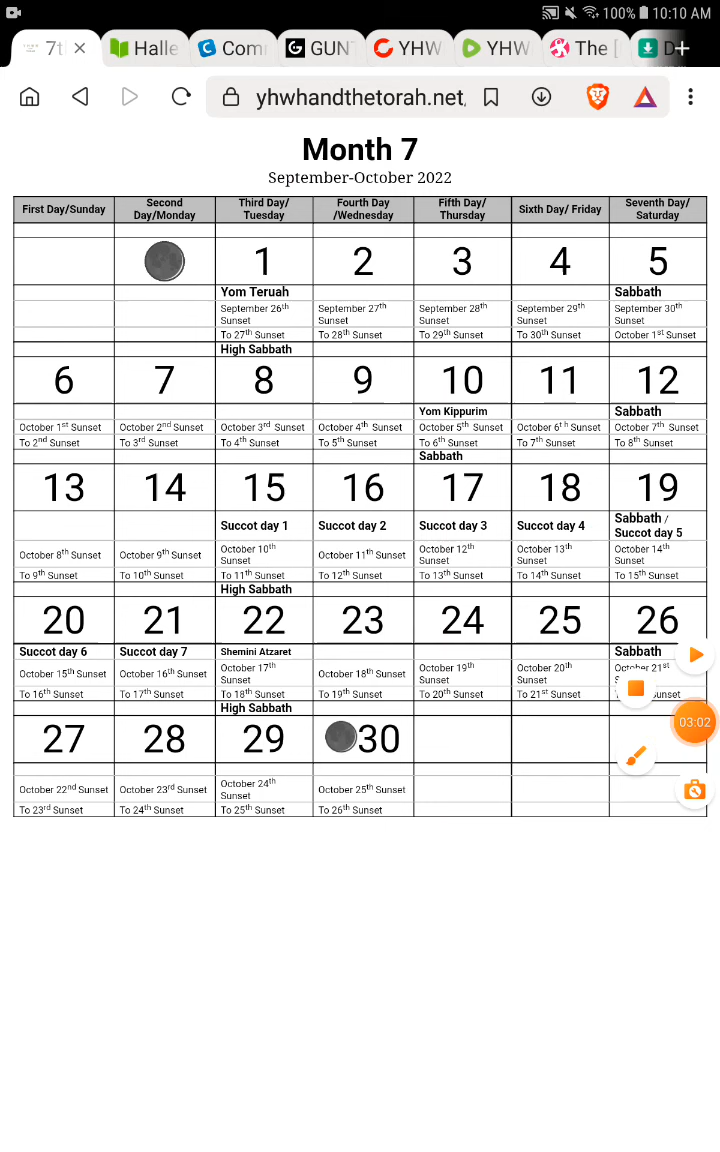 100% 10:10 AM
7t Halle Com GUN YHW YHW The [ D
yhwhandthetorah.net,
Month 7
September-October 2022
First Day/Sunday Second Day/Monday Third Day/ Tuesday Fourth Day /Wednesday Fifth Day/ Thursday Sixth Day/ Friday Seventh Day/ Saturday
1 2 3 4 5
Yom Teruah Sabbath
September 26th Sunset September 27th Sunset September 28th Sunset September 29th Sunset September 30th Sunset
To 27th Sunset To 28th Sunset To 29th Sunset To 30th Sunset October 1st Sunset
High Sabbath
6 7 8 9 10 11 12
Yom Kippurim Sabbath
October 1st Sunset October 2nd Sunset October 3rd Sunset October 4th Sunset October 5th Sunset October 6th Sunset October 7th Sunset
To 2nd Sunset To 3rd Sunset To 4th Sunset To 5th Sunset To 6th Sunset To 7th Sunset To 8th Sunset
Sabbath
13 14 15 16 17 18 19
Succot day 1 Succot day 2 Succot day 3 Succot day 4 Sabbath / Succot day 5
October 8th Sunset October 9th Sunset October 10th Sunset October 11th Sunset October 12th Sunset October 13th Sunset October 14th Sunset
To 9th Sunset To 10th Sunset To 11th Sunset To 12th Sunset To 13th Sunset To 14th Sunset To 15th Sunset
High Sabbath
20 21 22 23 24 25 26
Succot day 6 Succot day 7 Shemini Atzaret Sabbath
October 15th Sunset October 16th Sunset October 17th Sunset October 18th Sunset October 19th Sunset October 20th Sunset October 21st
To 16th Sunset To 17th Sunset To 18th Sunset To 19th Sunset To 20th Sunset To 21st Sunset
High Sabbath
03:02
27 28 29 30
October 22nd Sunset October 23rd Sunset October 24th Sunset October 25th Sunset
To 23rd Sunset To 24th Sunset To 25th Sunset To 26th Sunset